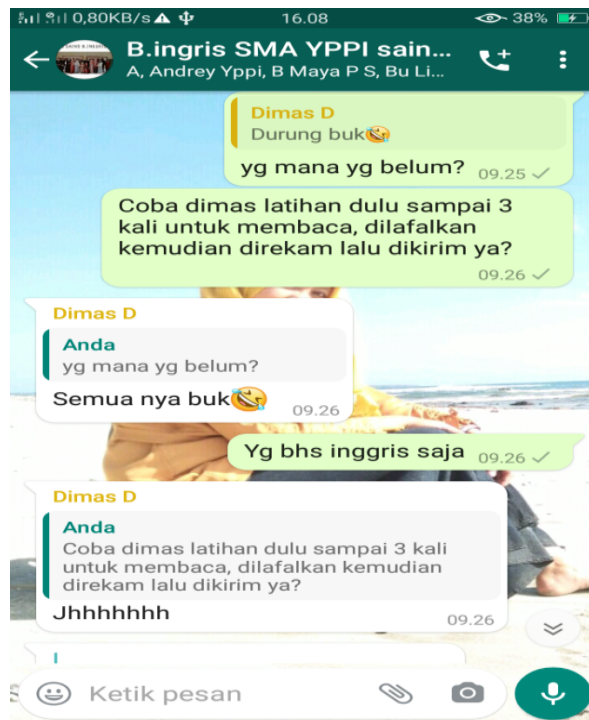 0,80KB/s 16.08 38%
B.ingris SMA YPPI sain...
A, Andrey Yppi, B Maya P S, Bu Li...
Dimas D
Durung buk🤣
yg mana yg belum? 09.25
Coba dimas latihan dulu sampai 3
kali untuk membaca, dilafalkan
kemudian direkam lalu dikirim ya?
09.26
Dimas D
Anda
yg mana yg belum?
Semua nya buk🤣 09.26
Yg bhs inggris saja 09.26
Dimas D
Anda
Coba dimas latihan dulu sampai 3 kali
untuk membaca, dilafalkan kemudian
direkam lalu dikirim ya?
Jhhhhhhh 09.26
Ketik pesan